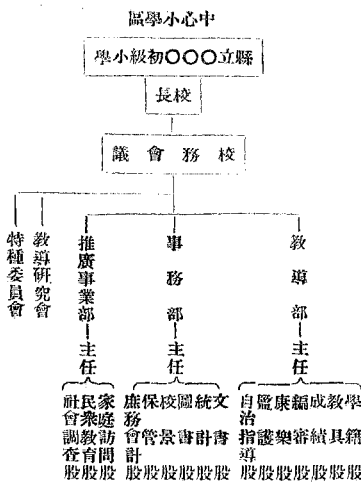 中心小學區
縣立〇〇〇初級小學
校長
校務會議
教導部—主任
學籍股
教具股
成績股
編審股
康樂股
監護股
自治指導股
事務部—主任
文書股
統計股
圖書股
校景股
保管股
庶務會計股
推廣事業部—主任
家庭訪問股
民衆教育股
社會調查股
教導研究會
特種委員會